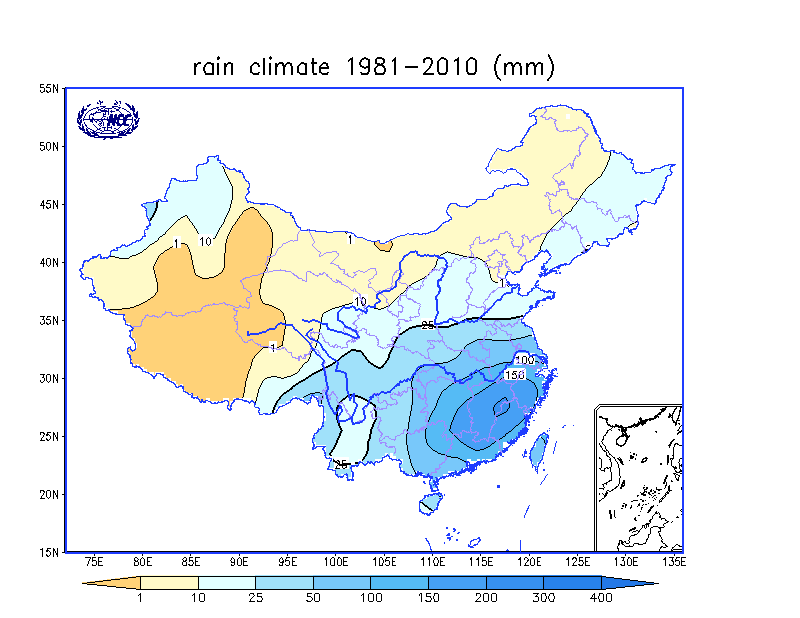 rain climate 1981-2010 (mm)
55N
NCC
50N
45N
1
1
10
40N
1
10
35N
25
1
100
150
30N
25N
25
20N
15N
75E 80E 85E 90E 95E 100E 105E 110E 115E 120E 125E 130E 135E
1 10 25 50 100 150 200 300 400